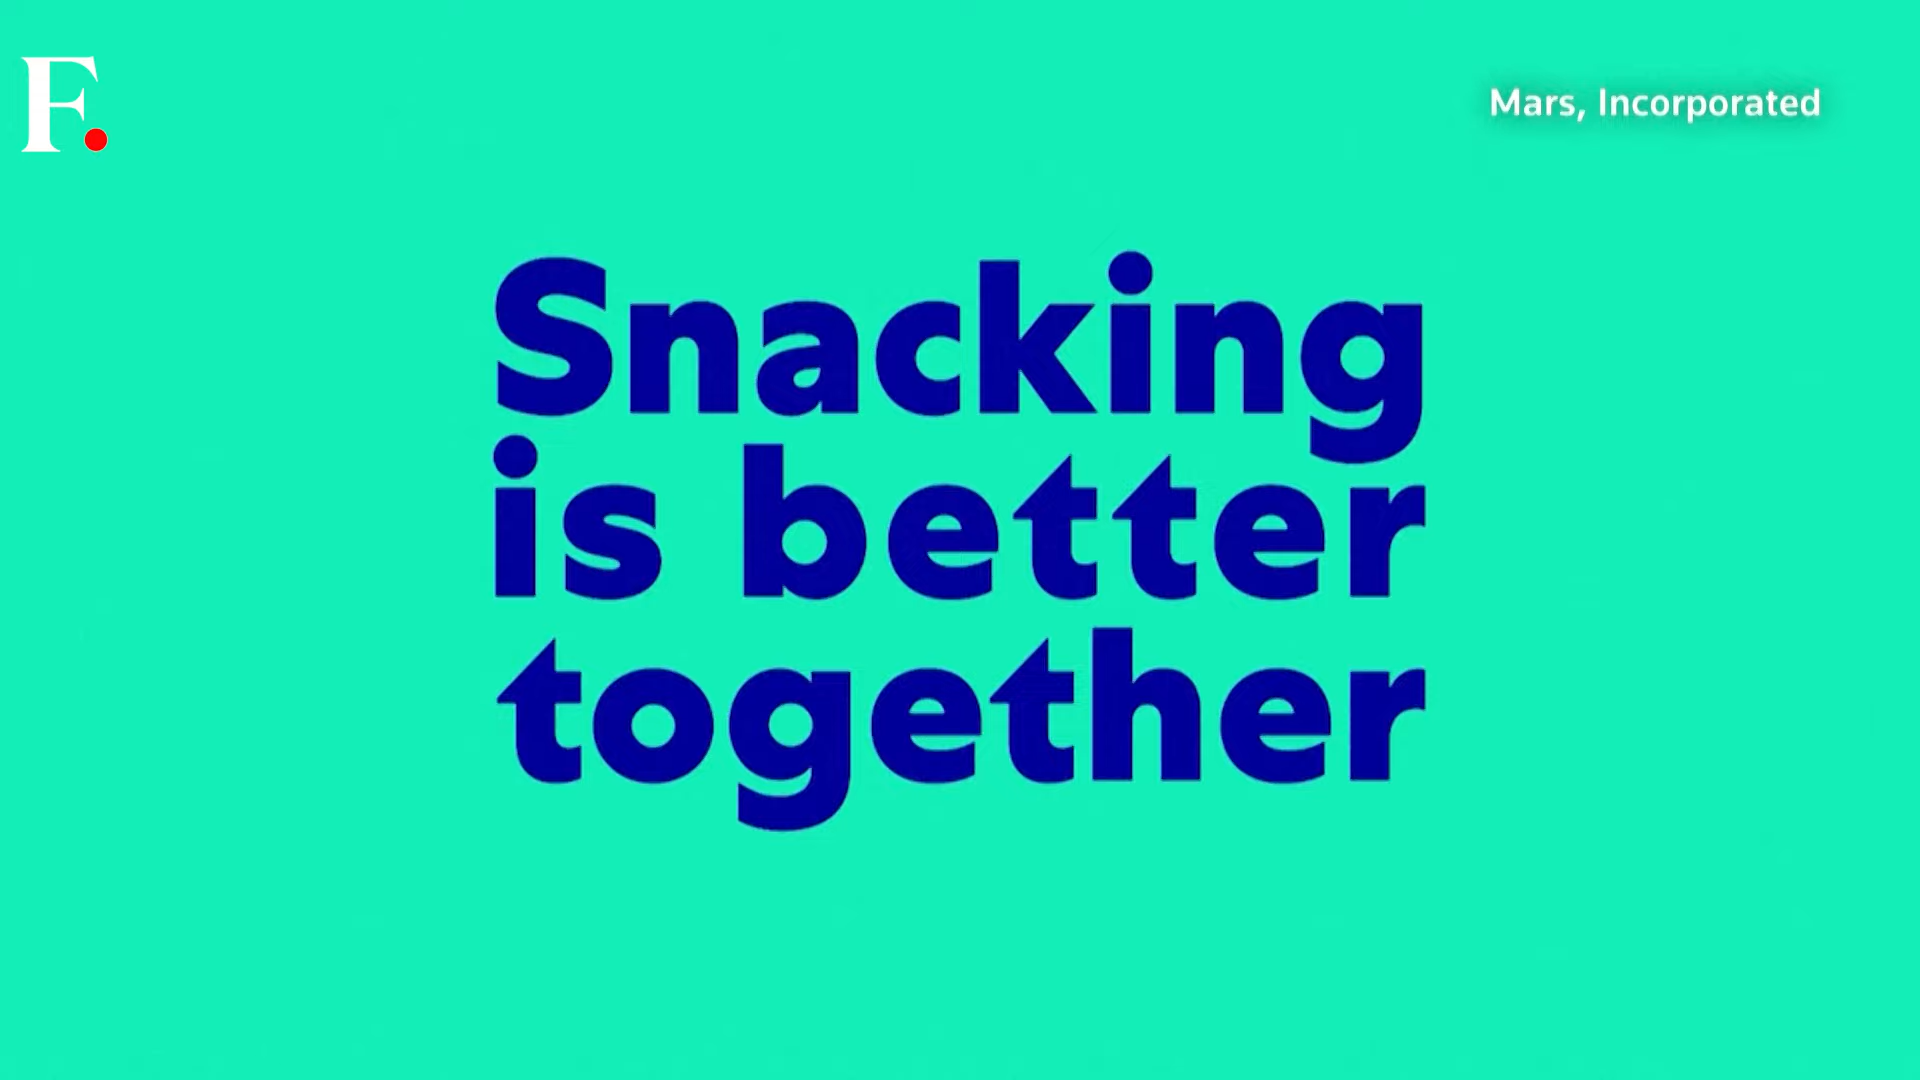 F.
Mars, Incorporated
Snacking
is better
together